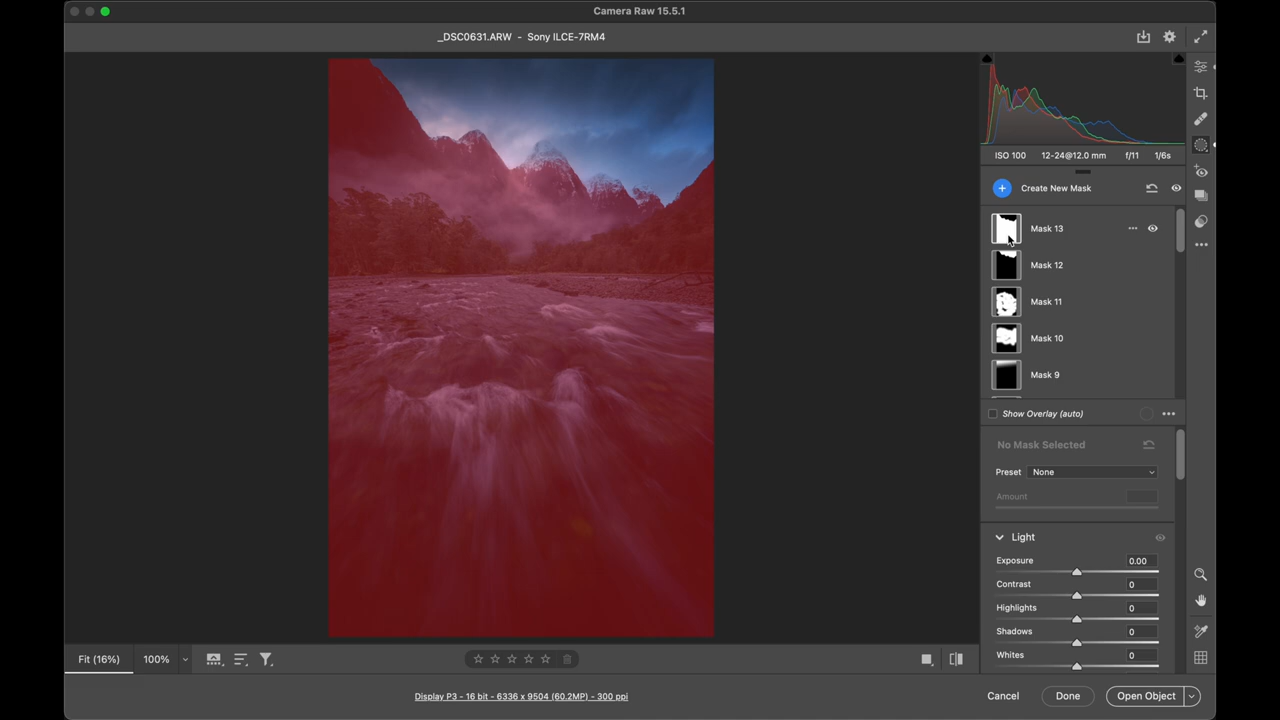 Camera Raw 15.5.1
_DSC0631.ARW - Sony ILCE-7RM4
ISO 100 12-24@12.0 mm f/11 1/6s
Create New Mask
Mask 13
Mask 12
Mask 11
Mask 10
Mask 9
Show Overlay (auto)
No Mask Selected
Preset None
Amount
Light
Exposure 0.00
Contrast 0
Highlights 0
Shadows 0
Whites 0
Fit (16%) 100%
Display P3 - 16 bit - 6336 x 9504 (60.2MP) - 300 ppi
Cancel Done Open Object